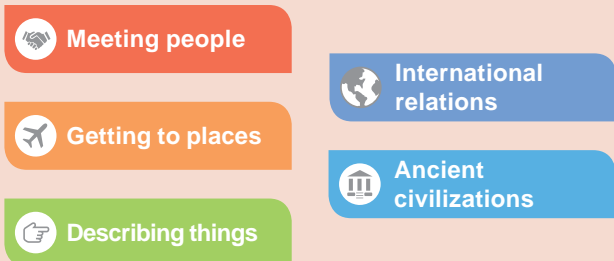 Meeting people
Getting to places
Describing things
International
relations
Ancient
civilizations